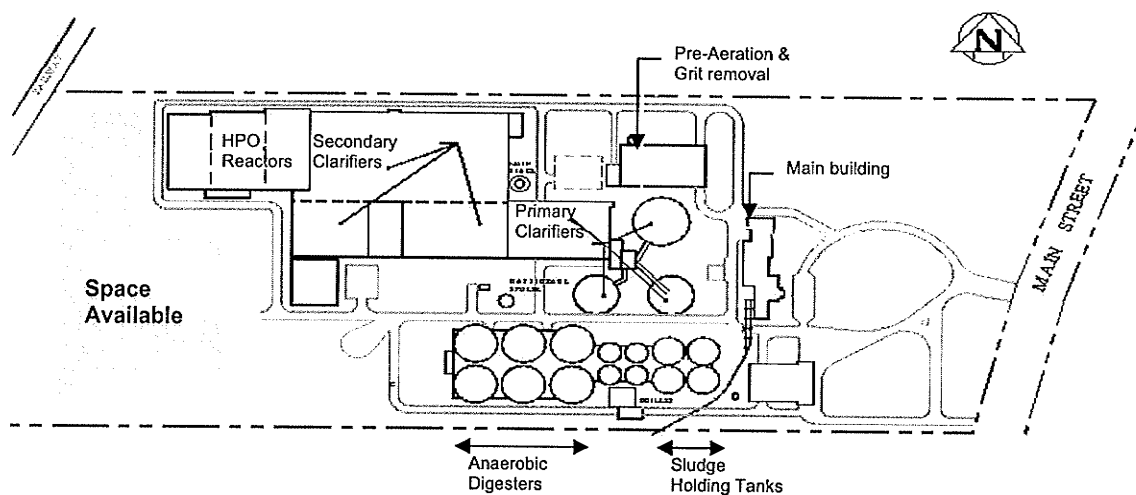 N
Pre-Aeration &
Grit removal
RAILWAY
HPO
Reactors
Secondary
Clarifiers
Main building
Primary
Clarifiers
MAIN STREET
Space
Available
Anaerobic
Digesters
Sludge
Holding Tanks